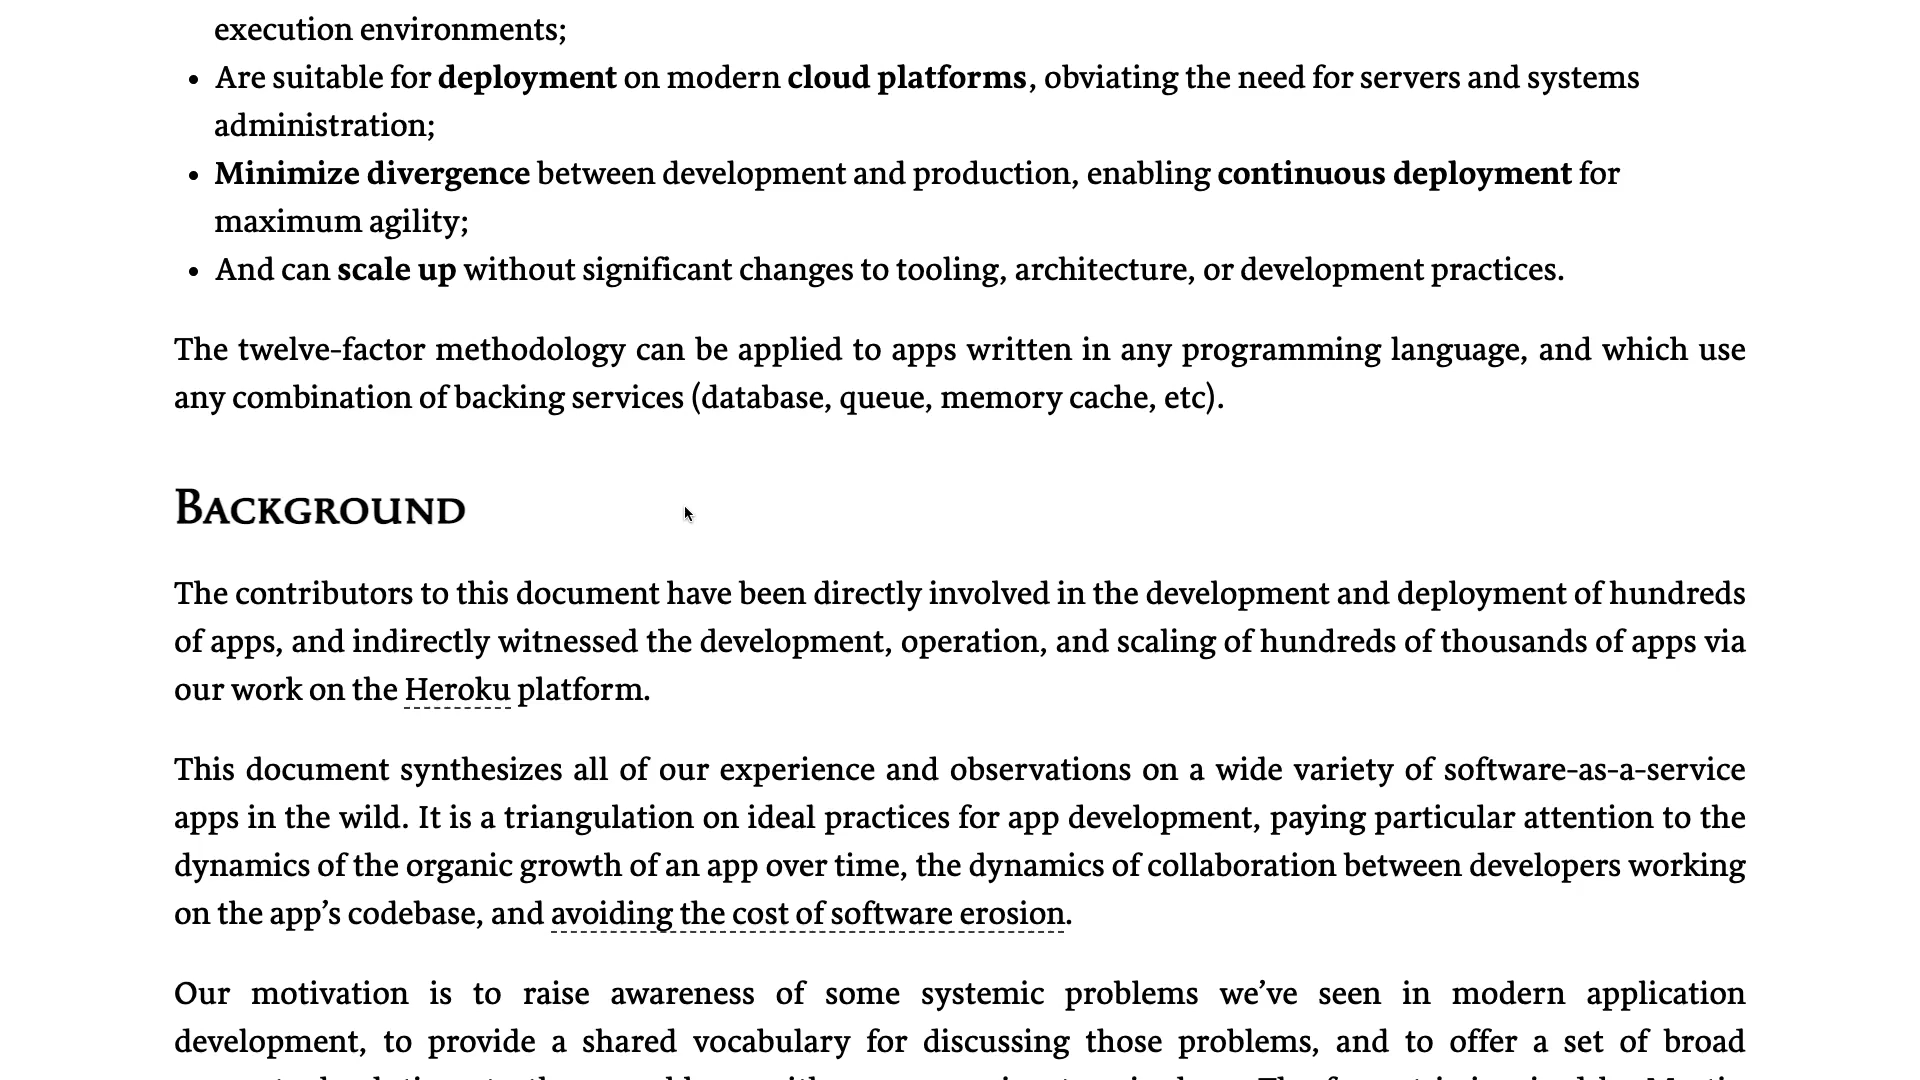 execution environments;
• Are suitable for deployment on modern cloud platforms, obviating the need for servers and systems
administration;
• Minimize divergence between development and production, enabling continuous deployment for
maximum agility;
• And can scale up without significant changes to tooling, architecture, or development practices.
The twelve-factor methodology can be applied to apps written in any programming language, and which use
any combination of backing services (database, queue, memory cache, etc).
Background
The contributors to this document have been directly involved in the development and deployment of hundreds
of apps, and indirectly witnessed the development, operation, and scaling of hundreds of thousands of apps via
our work on the Heroku platform.
This document synthesizes all of our experience and observations on a wide variety of software-as-a-service
apps in the wild. It is a triangulation on ideal practices for app development, paying particular attention to the
dynamics of the organic growth of an app over time, the dynamics of collaboration between developers working
on the app’s codebase, and avoiding the cost of software erosion.
Our motivation is to raise awareness of some systemic problems we’ve seen in modern application
development, to provide a shared vocabulary for discussing those problems, and to offer a set of broad